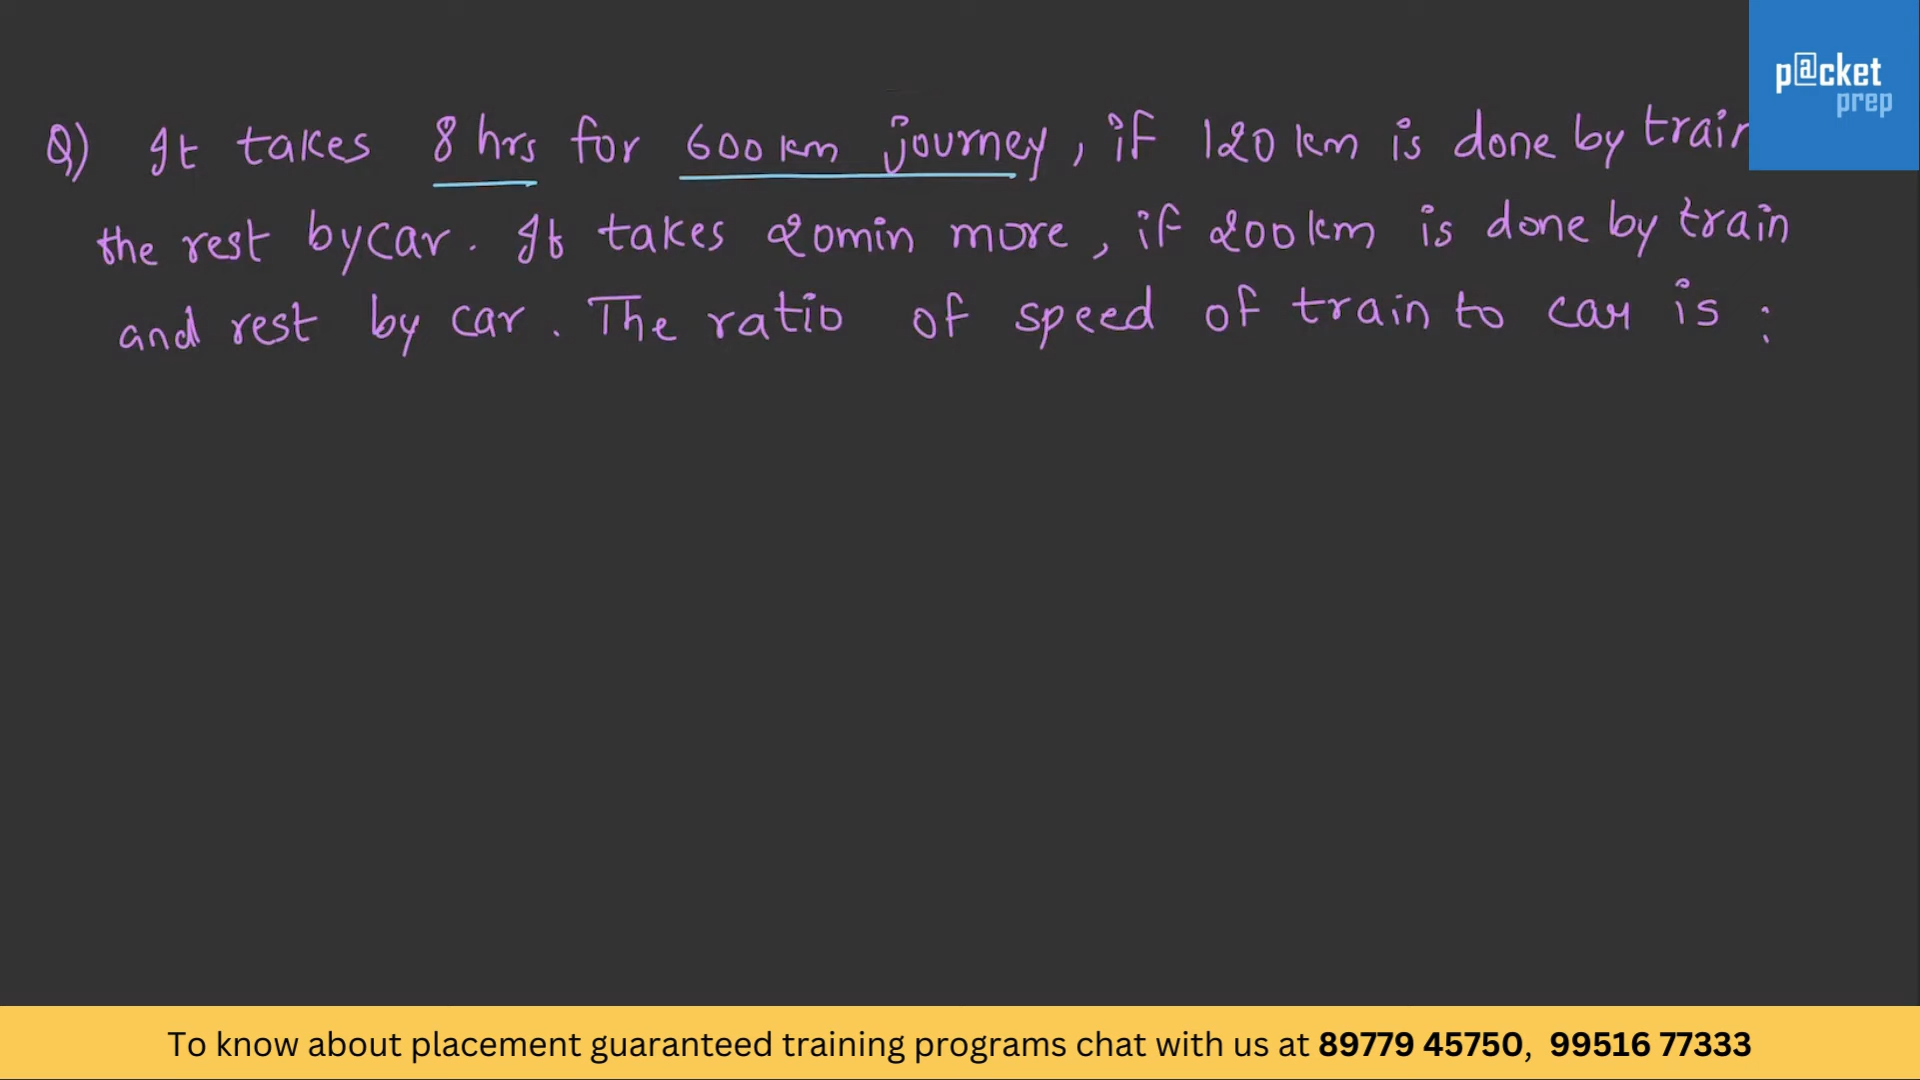 p@cket
prep
Q) It takes 8 hrs for 600 km journey, if 120 km is done by train
the rest by car. It takes 20min more, if 200 km is done by train
and rest by car. The ratio of speed of train to car is :
To know about placement guaranteed training programs chat with us at 89779 45750, 99516 77333